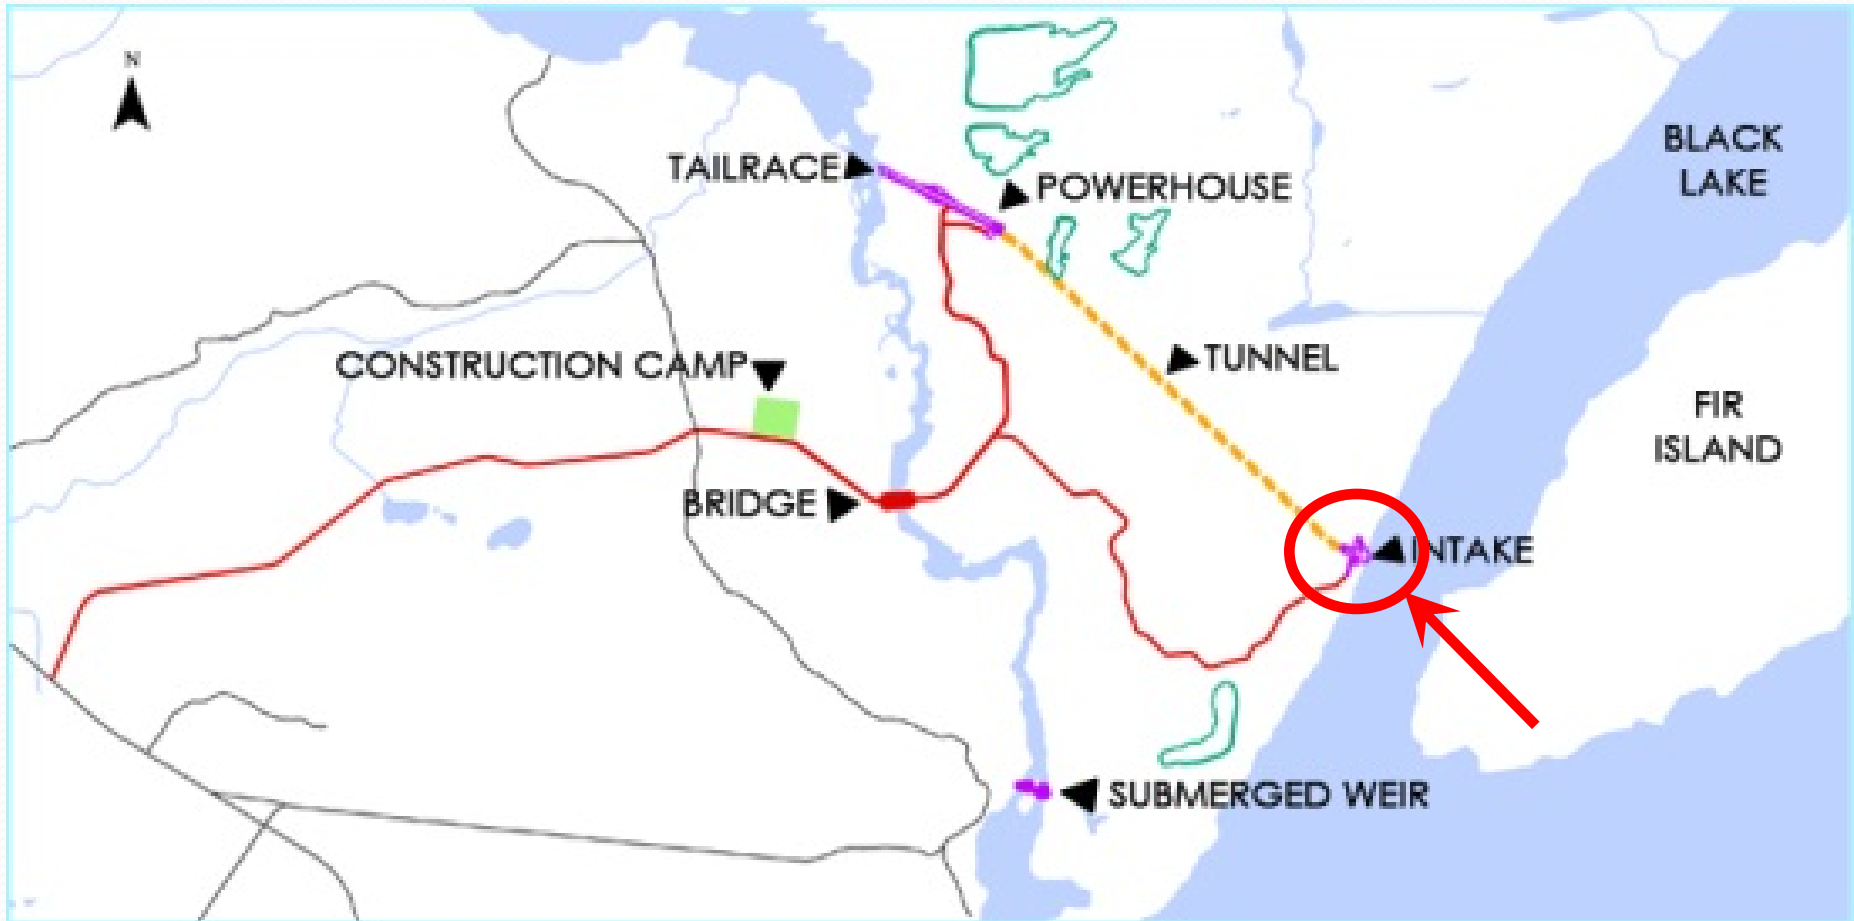 N
BLACK
LAKE
TAILRACE
POWERHOUSE
CONSTRUCTION CAMP
TUNNEL
FIR
ISLAND
BRIDGE
INTAKE
SUBMERGED WEIR